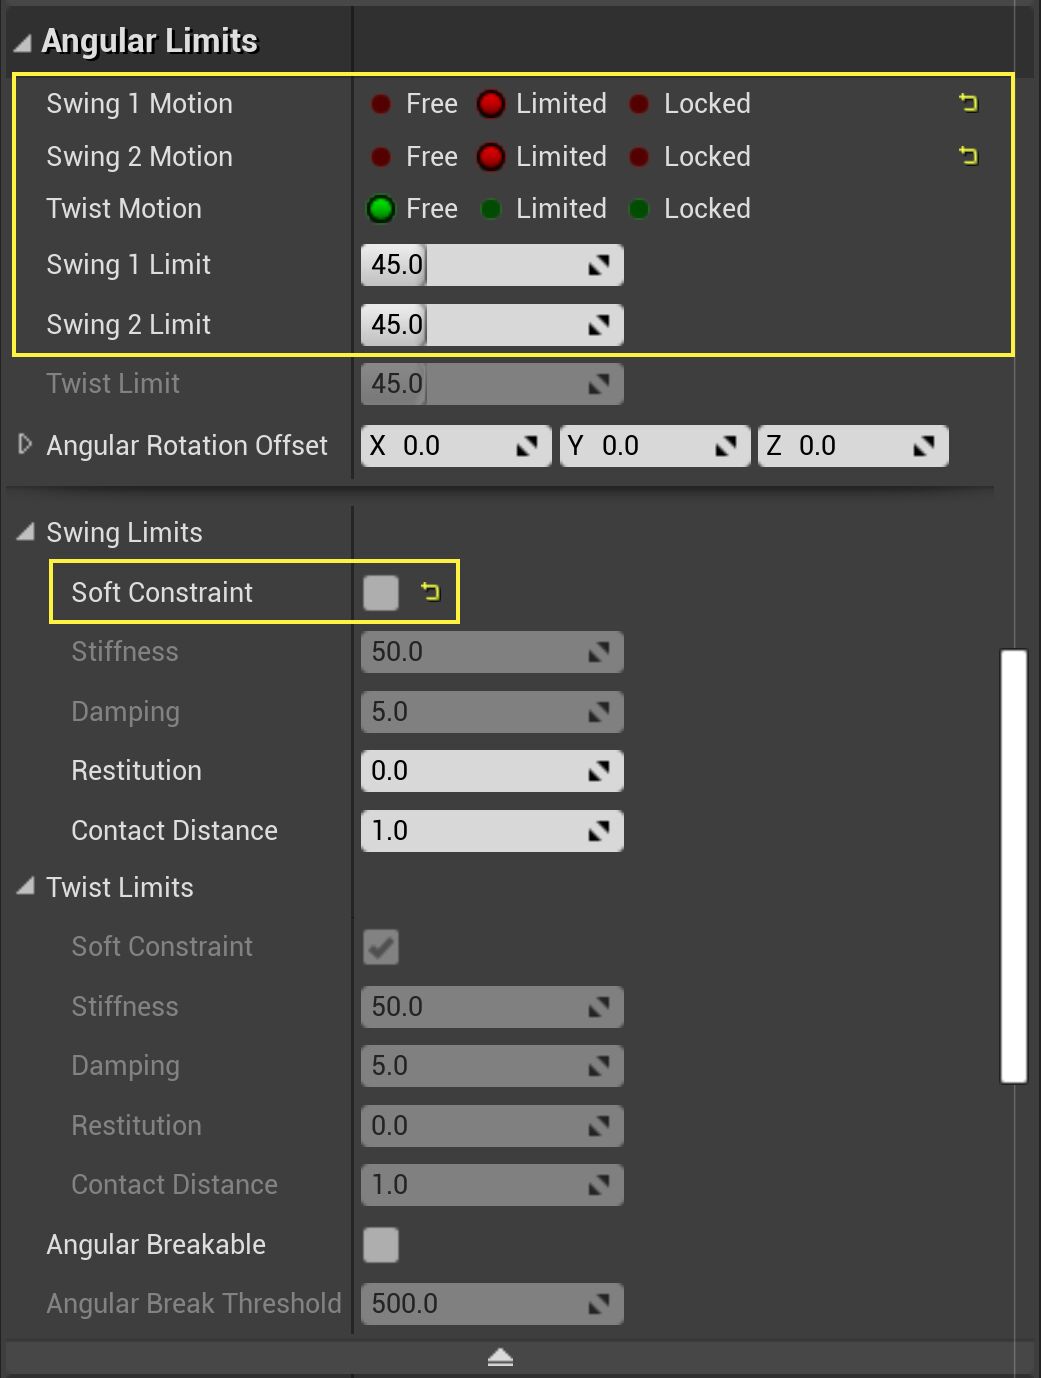 Angular Limits
Swing 1 Motion Free Limited Locked
Swing 2 Motion Free Limited Locked
Twist Motion Free Limited Locked
Swing 1 Limit 45.0
Swing 2 Limit 45.0
Twist Limit 45.0
Angular Rotation Offset X 0.0 Y 0.0 Z 0.0
Swing Limits
Soft Constraint
Stiffness 50.0
Damping 5.0
Restitution 0.0
Contact Distance 1.0
Twist Limits
Soft Constraint
Stiffness 50.0
Damping 5.0
Restitution 0.0
Contact Distance 1.0
Angular Breakable
Angular Break Threshold 500.0